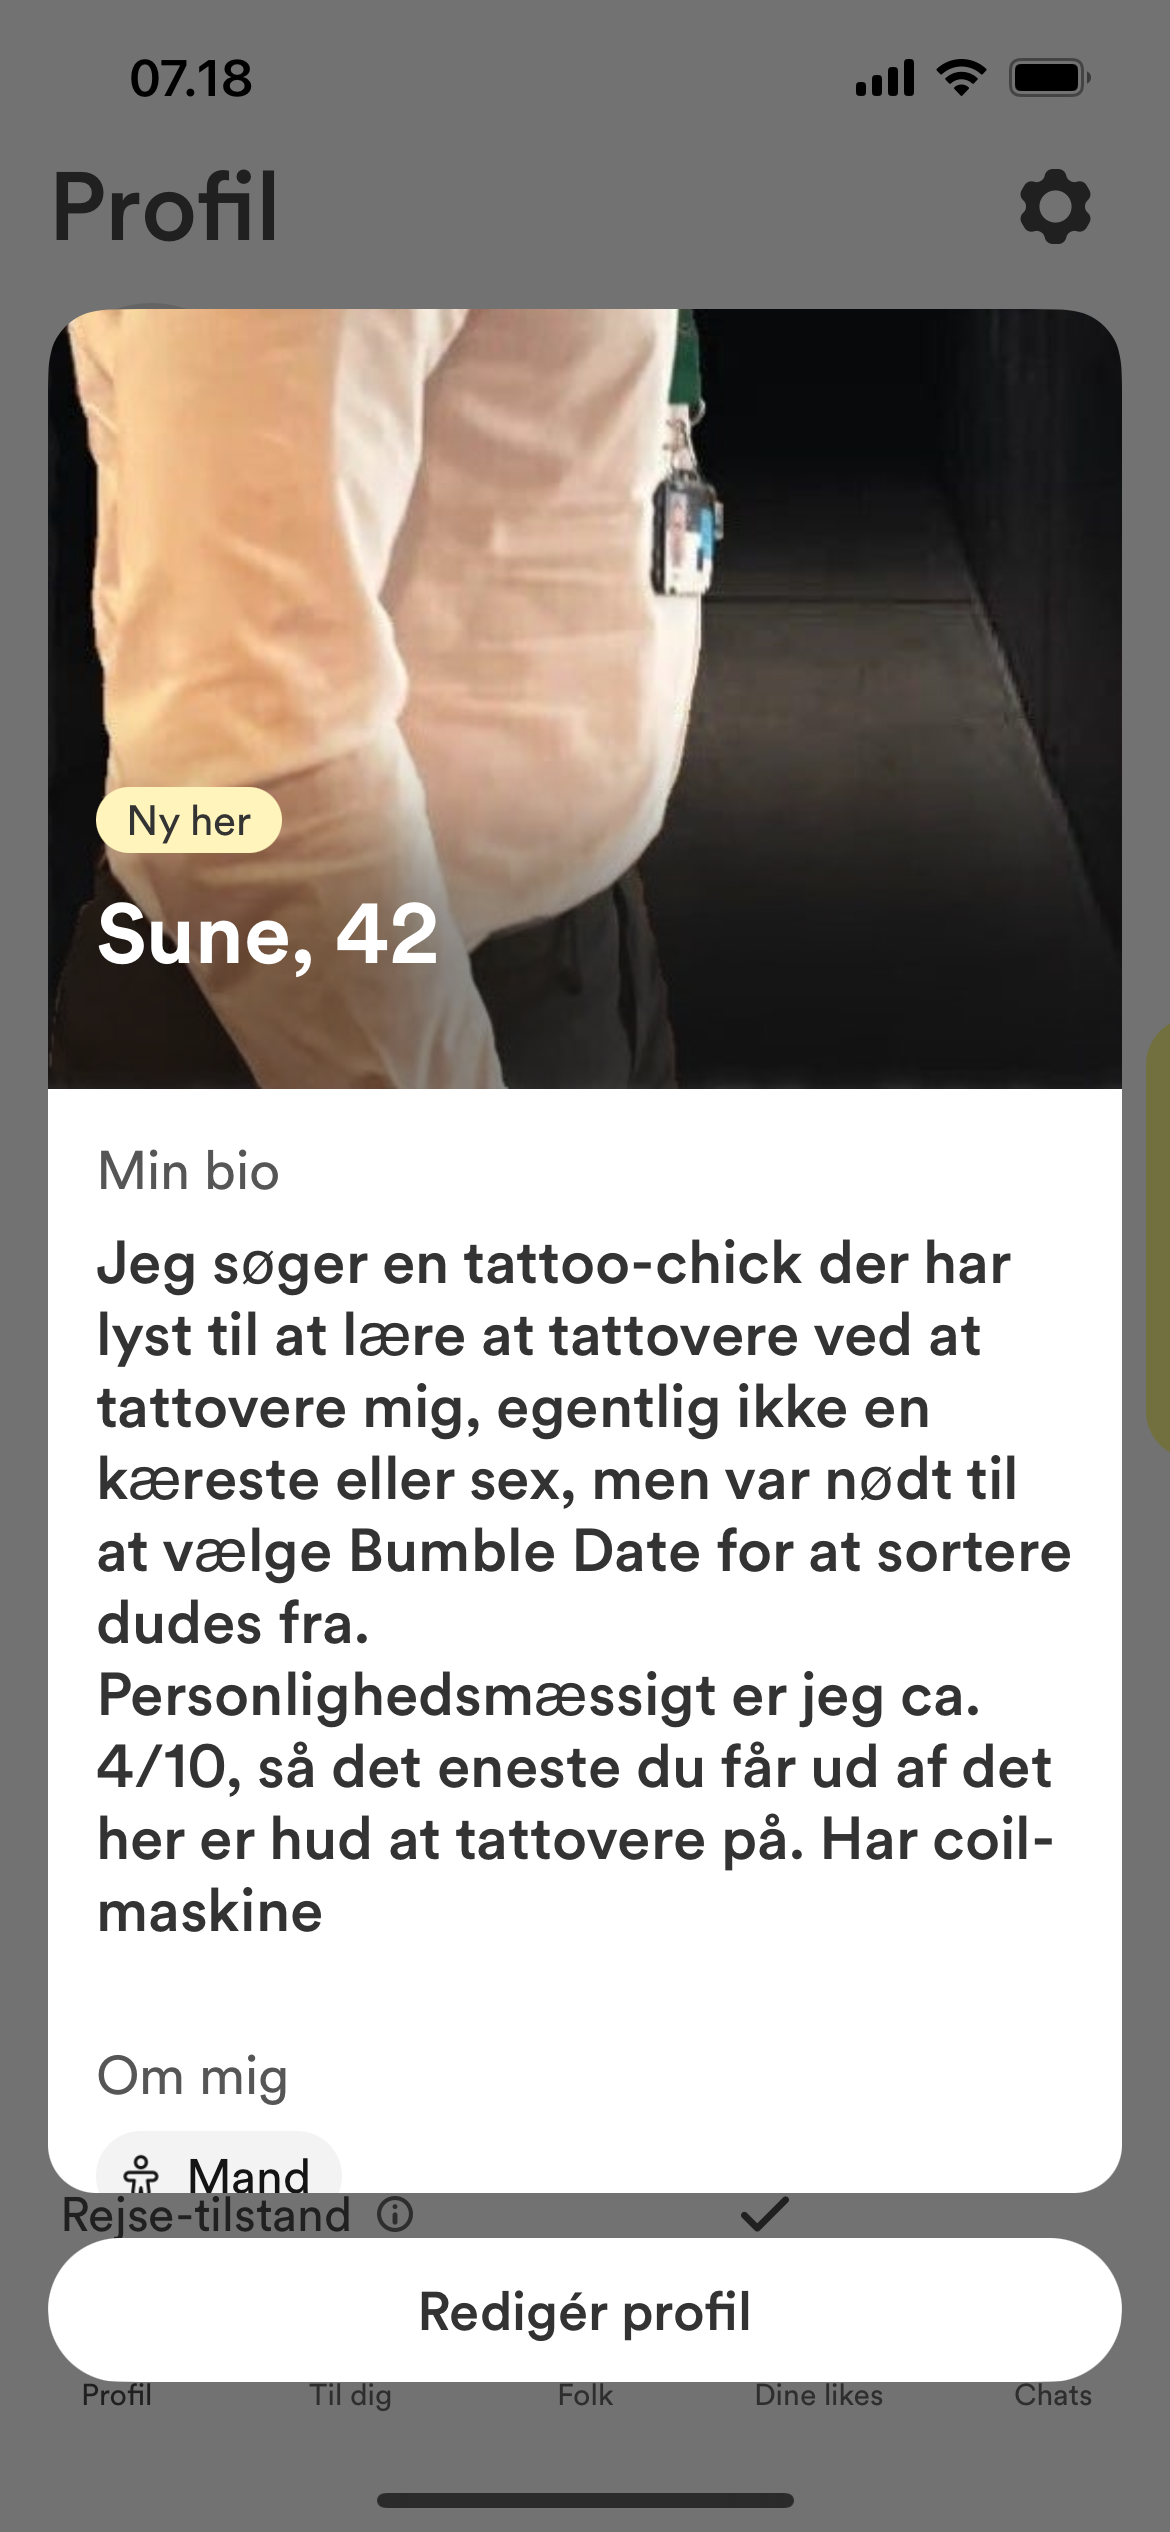 07.18
Profil
Ny her
Sune, 42
Min bio
Jeg søger en tattoo-chick der har
lyst til at lære at tattovere ved at
tattovere mig, egentlig ikke en
kæreste eller sex, men var nødt til
at vælge Bumble Date for at sortere
dudes fra.
Personlighedsmæssigt er jeg ca.
4/10, så det eneste du får ud af det
her er hud at tattovere på. Har coil-
maskine
Om mig
Mand
Rejse-tilstand
Redigér profil
Profil
Til dig
Folk
Dine likes
Chats